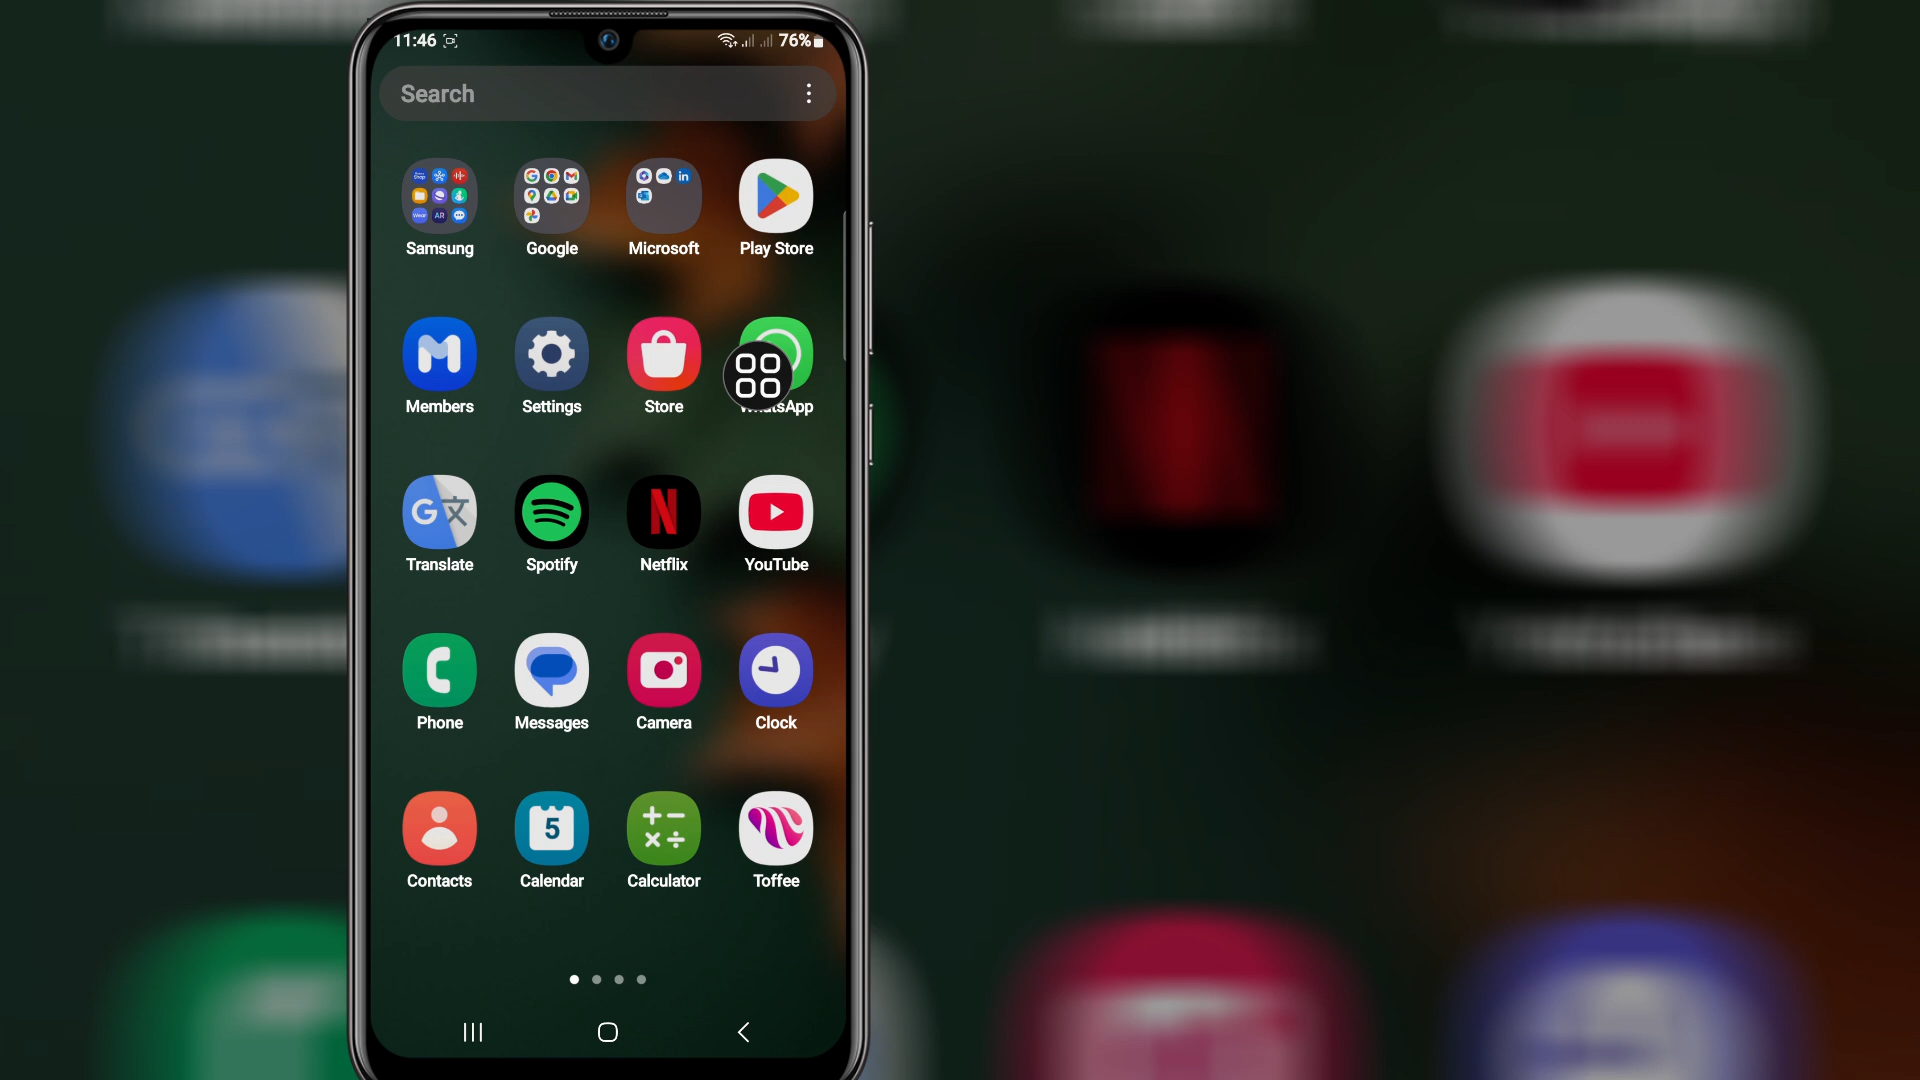 11:46 76%
Search
Samsung Google Microsoft Play Store
Members Settings Store WhatsApp
Translate Spotify Netflix YouTube
Phone Messages Camera Clock
5
Contacts Calendar Calculator Toffee